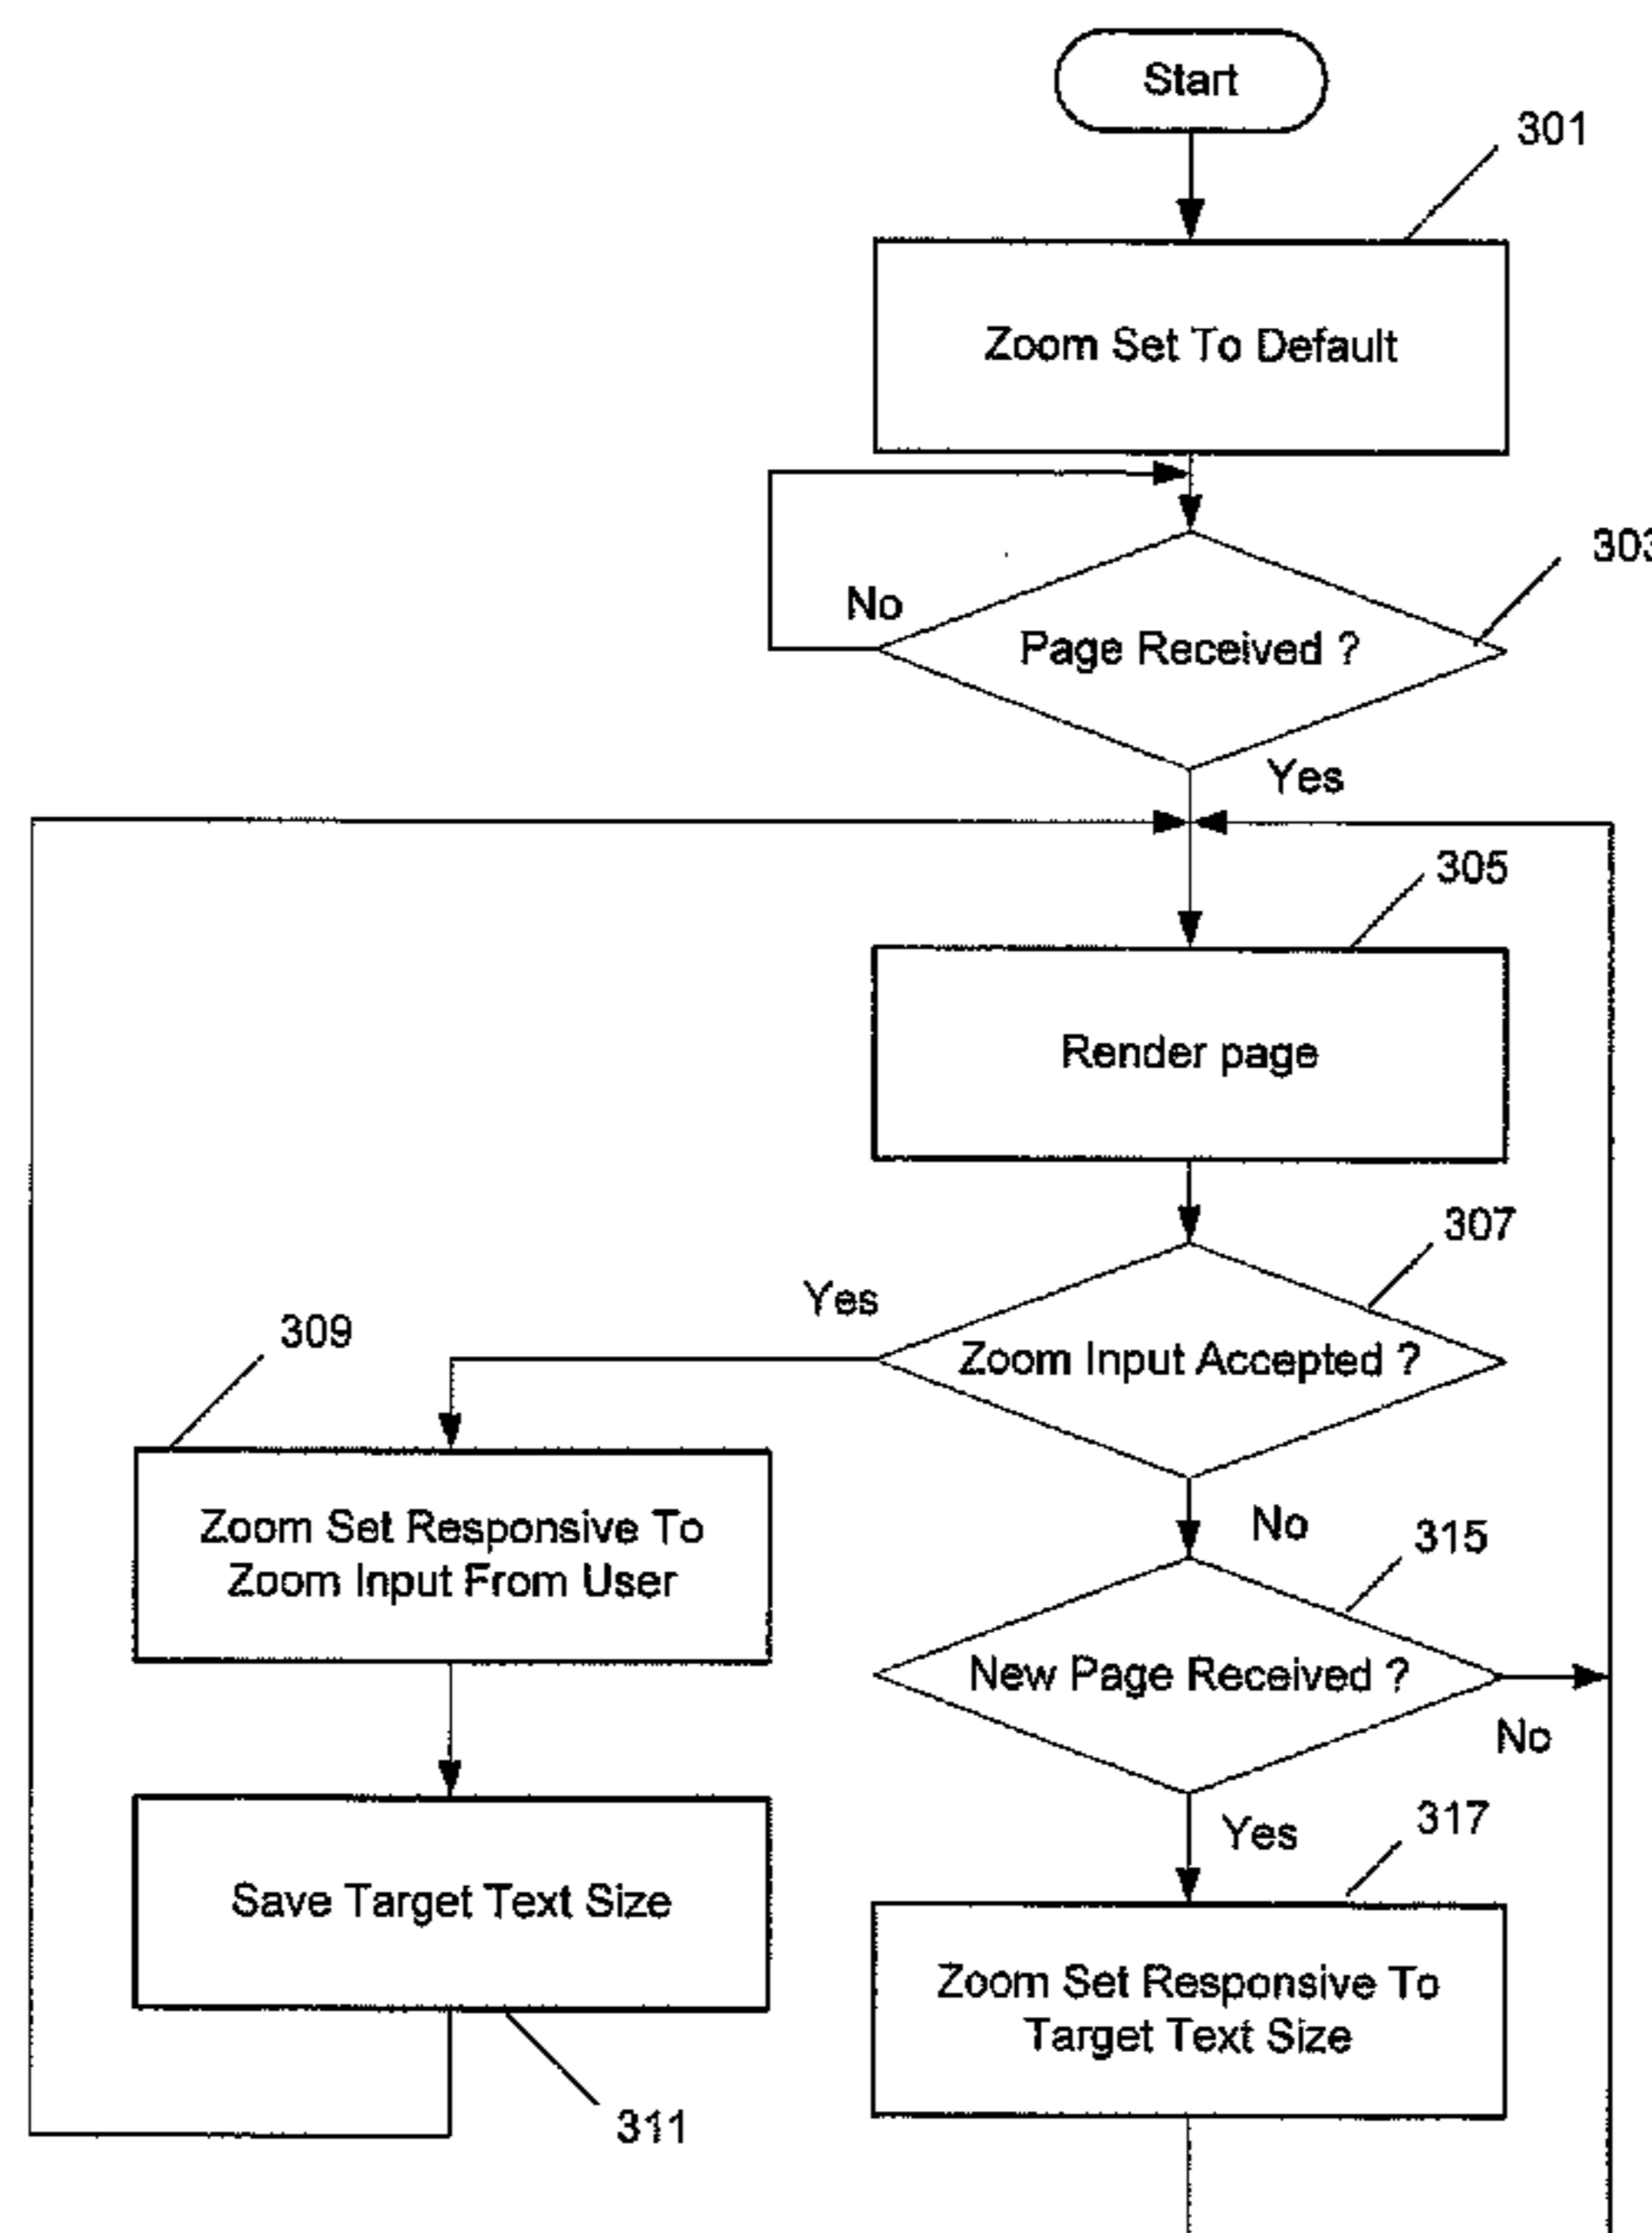 Start
301
Zoom Set To Default
303
No
Page Received ?
Yes
305
Render page
307
Yes
Zoom Input Accepted ?
309
No
Zoom Set Responsive To
Zoom Input From User
315
New Page Received ?
No
Yes
317
Save Target Text Size
Zoom Set Responsive To
Target Text Size
311